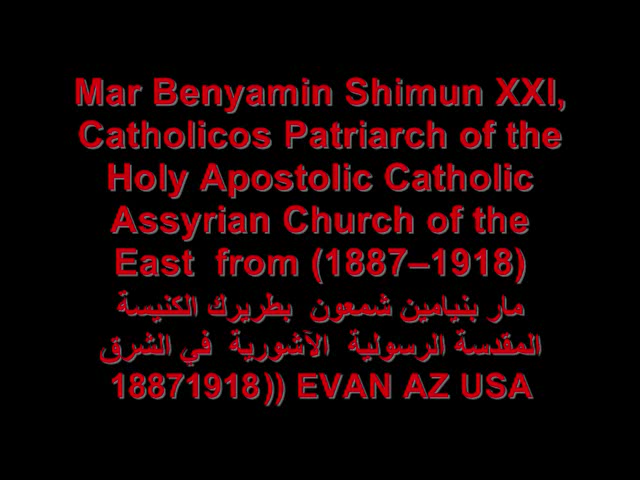 Mar Benyamin Shimun XXI,
Catholicos Patriarch of the
Holy Apostolic Catholic
Assyrian Church of the
East  from (1887–1918)
مار بنيامين شمعون  بطريرك الكنيسة
المقدسة الرسولية  الآشورية  في الشرق
18871918)) EVAN AZ USA